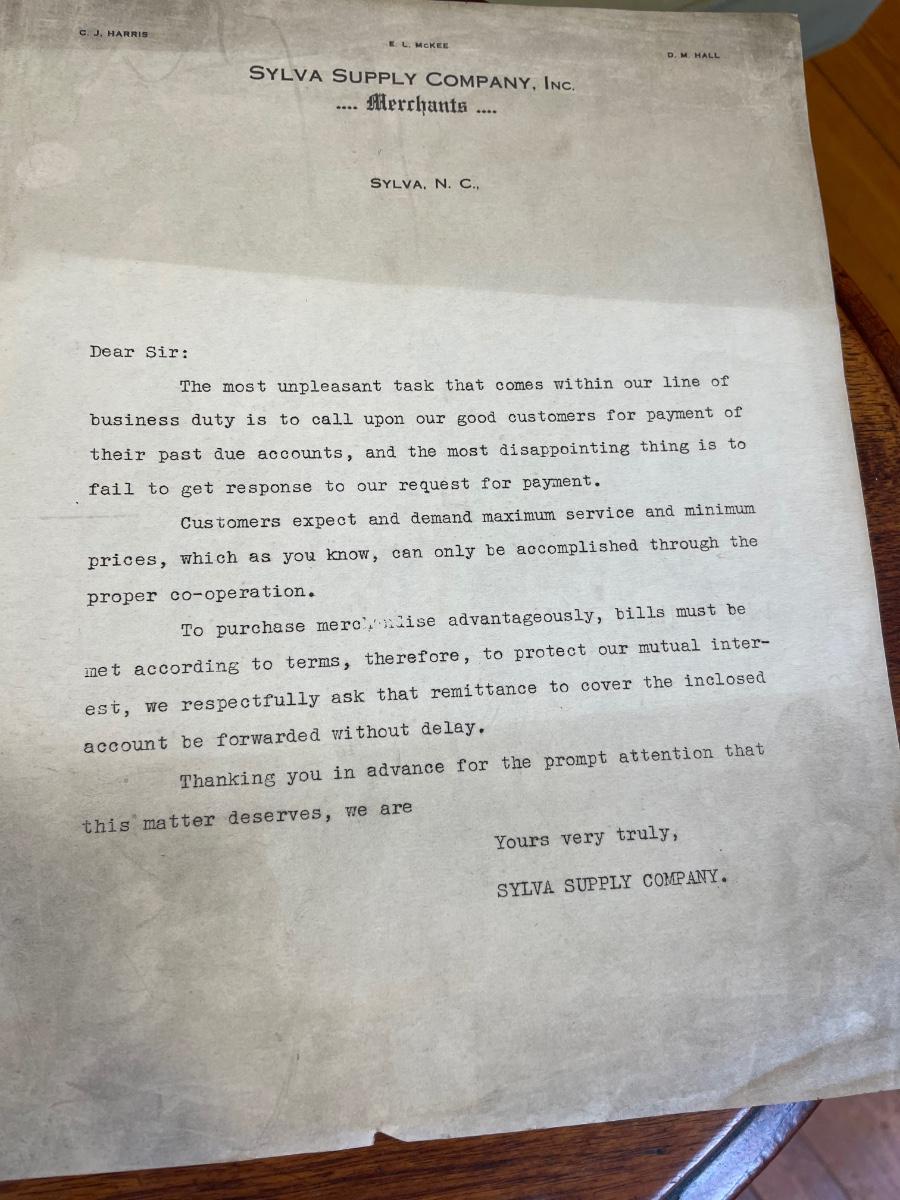 C. J. HARRIS
E. L. McKEE
D. M. HALL
SYLVA SUPPLY COMPANY, INC.
.... Merchants ....
SYLVA, N. C.,
Dear Sir:
The most unpleasant task that comes within our line of
business duty is to call upon our good customers for payment of
their past due accounts, and the most disappointing thing is to
fail to get response to our request for payment.
Customers expect and demand maximum service and minimum
prices, which as you know, can only be accomplished through the
proper co-operation.
To purchase merchandise advantageously, bills must be
met according to terms, therefore, to protect our mutual inter-
est, we respectfully ask that remittance to cover the inclosed
account be forwarded without delay.
Thanking you in advance for the prompt attention that
this matter deserves, we are
Yours very truly,
SYLVA SUPPLY COMPANY.